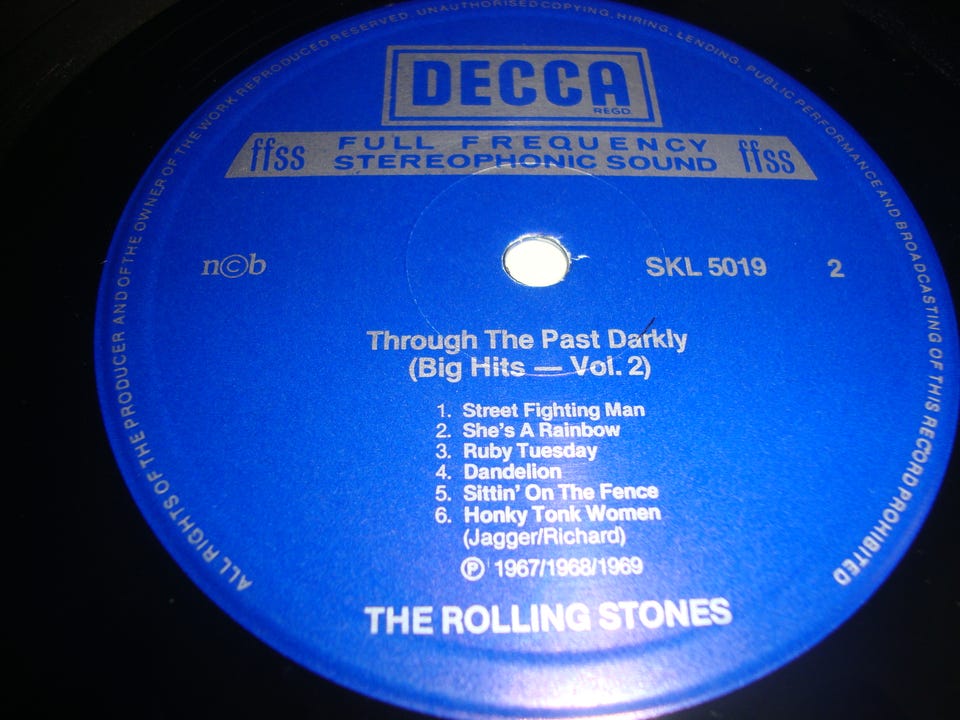 ALL RIGHTS OF THE PRODUCER AND OF THE OWNER OF THE WORK REPRODUCED RESERVED. UNAUTHORISED COPYING, HIRING, LENDING, PUBLIC PERFORMANCE AND BROADCASTING OF THIS RECORD PROHIBITED
DECCA
REGD.
ffss FULL FREQUENCY STEREOPHONIC SOUND ffss
n©b SKL 5019 2
Through The Past Darkly
(Big Hits — Vol. 2)
1. Street Fighting Man
2. She's A Rainbow
3. Ruby Tuesday
4. Dandelion
5. Sittin' On The Fence
6. Honky Tonk Women
(Jagger/Richard)
℗ 1967/1968/1969
THE ROLLING STONES